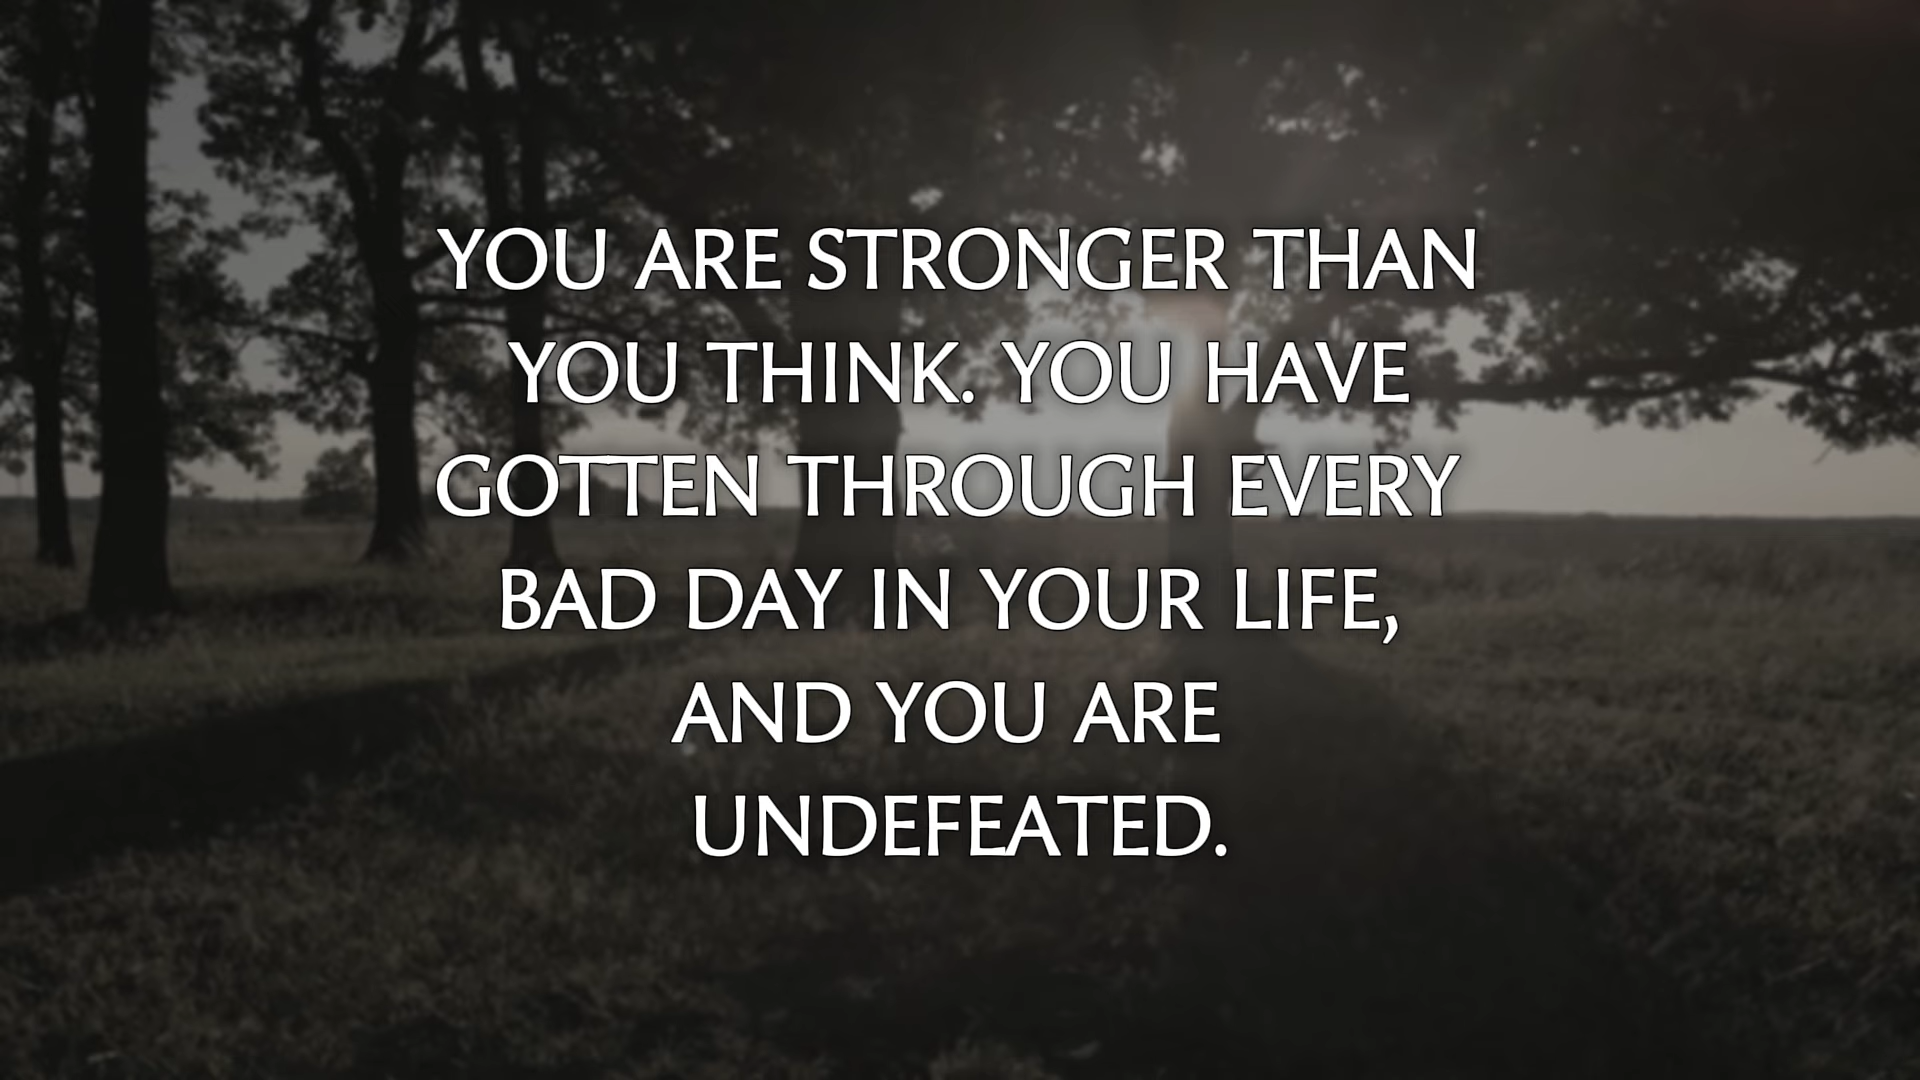 YOU ARE STRONGER THAN
YOU THINK. YOU HAVE
GOTTEN THROUGH EVERY
BAD DAY IN YOUR LIFE,
AND YOU ARE
UNDEFEATED.